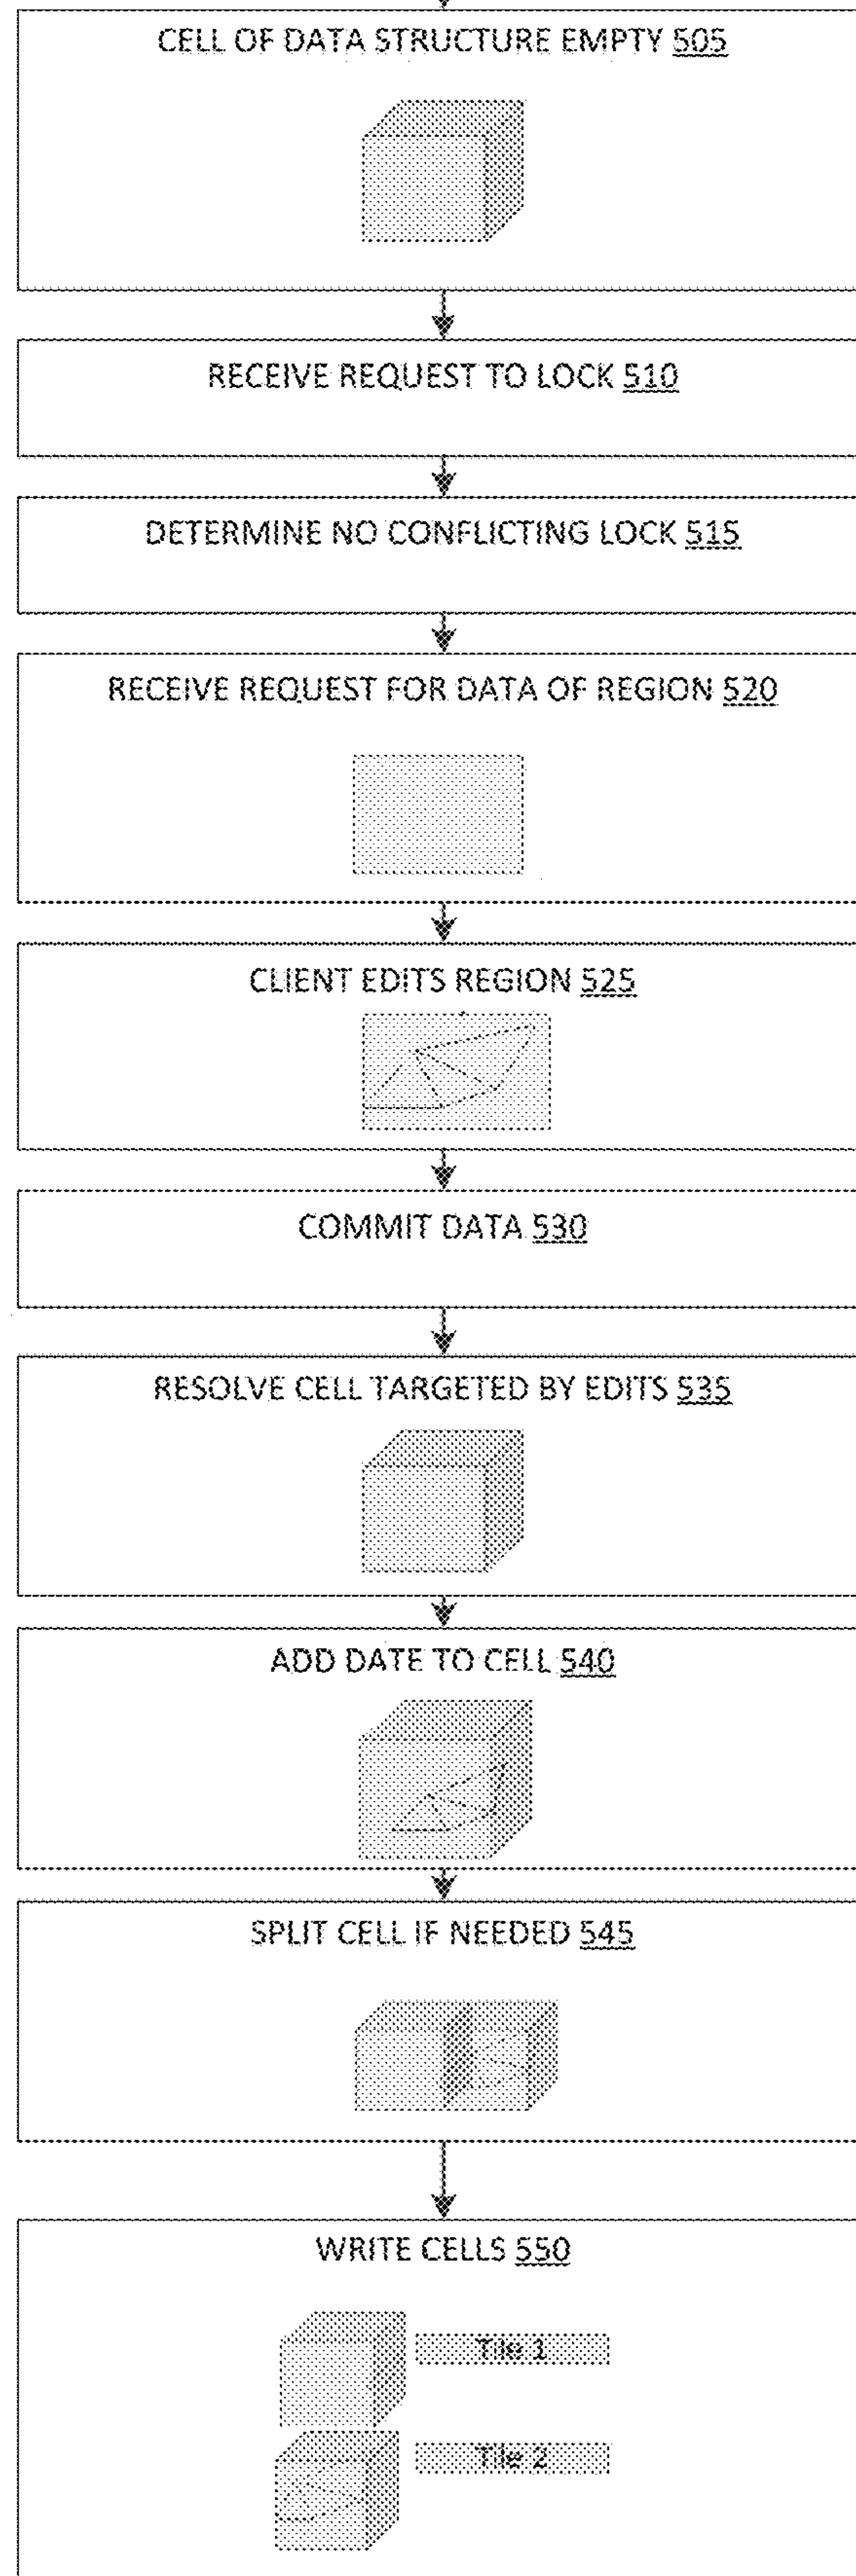 CELL OF DATA STRUCTURE EMPTY 505
RECEIVE REQUEST TO LOCK 510
DETERMINE NO CONFLICTING LOCK 515
RECEIVE REQUEST FOR DATA OF REGION 520
CLIENT EDITS REGION 525
COMMIT DATA 530
RESOLVE CELL TARGETED BY EDITS 535
ADD DATE TO CELL 540
SPLIT CELL IF NEEDED 545
WRITE CELLS 550
Tile 1
Tile 2